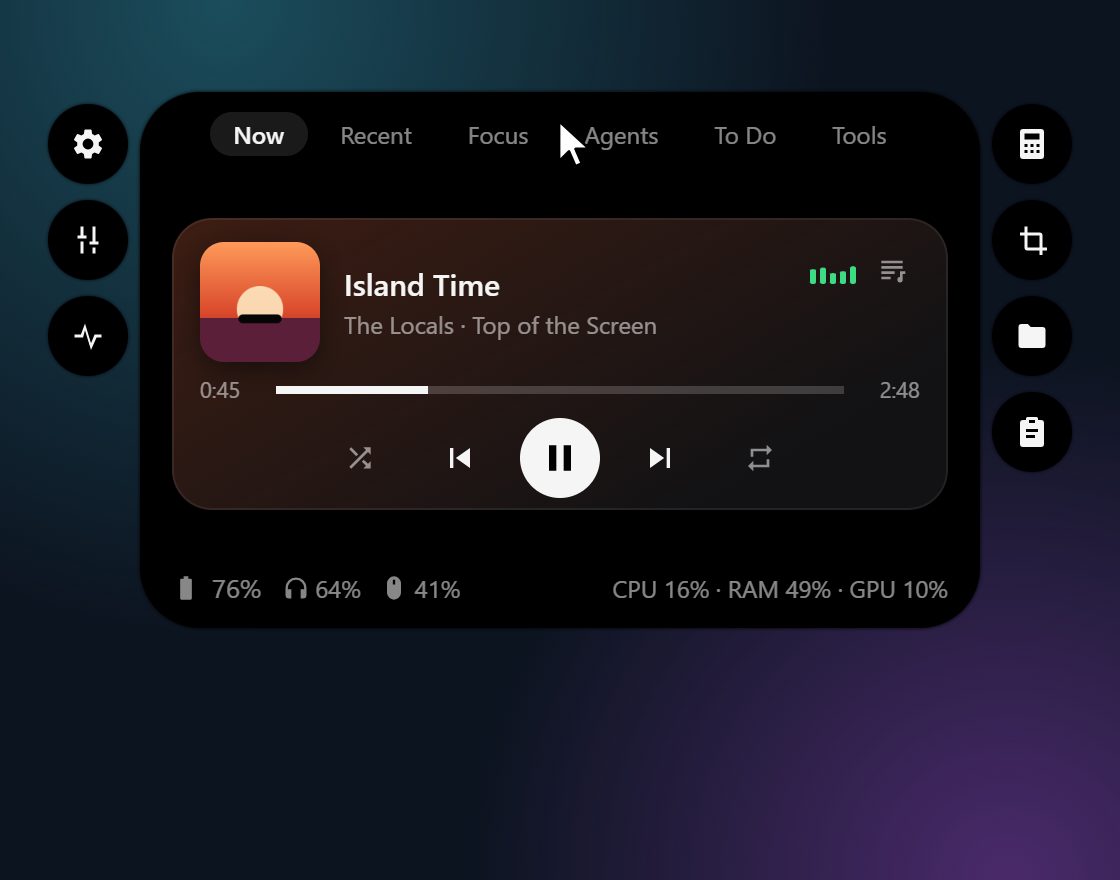 Now Recent Focus Agents To Do Tools
Island Time
The Locals · Top of the Screen
0:45 2:48
76% 64% 41% CPU 16% · RAM 49% · GPU 10%